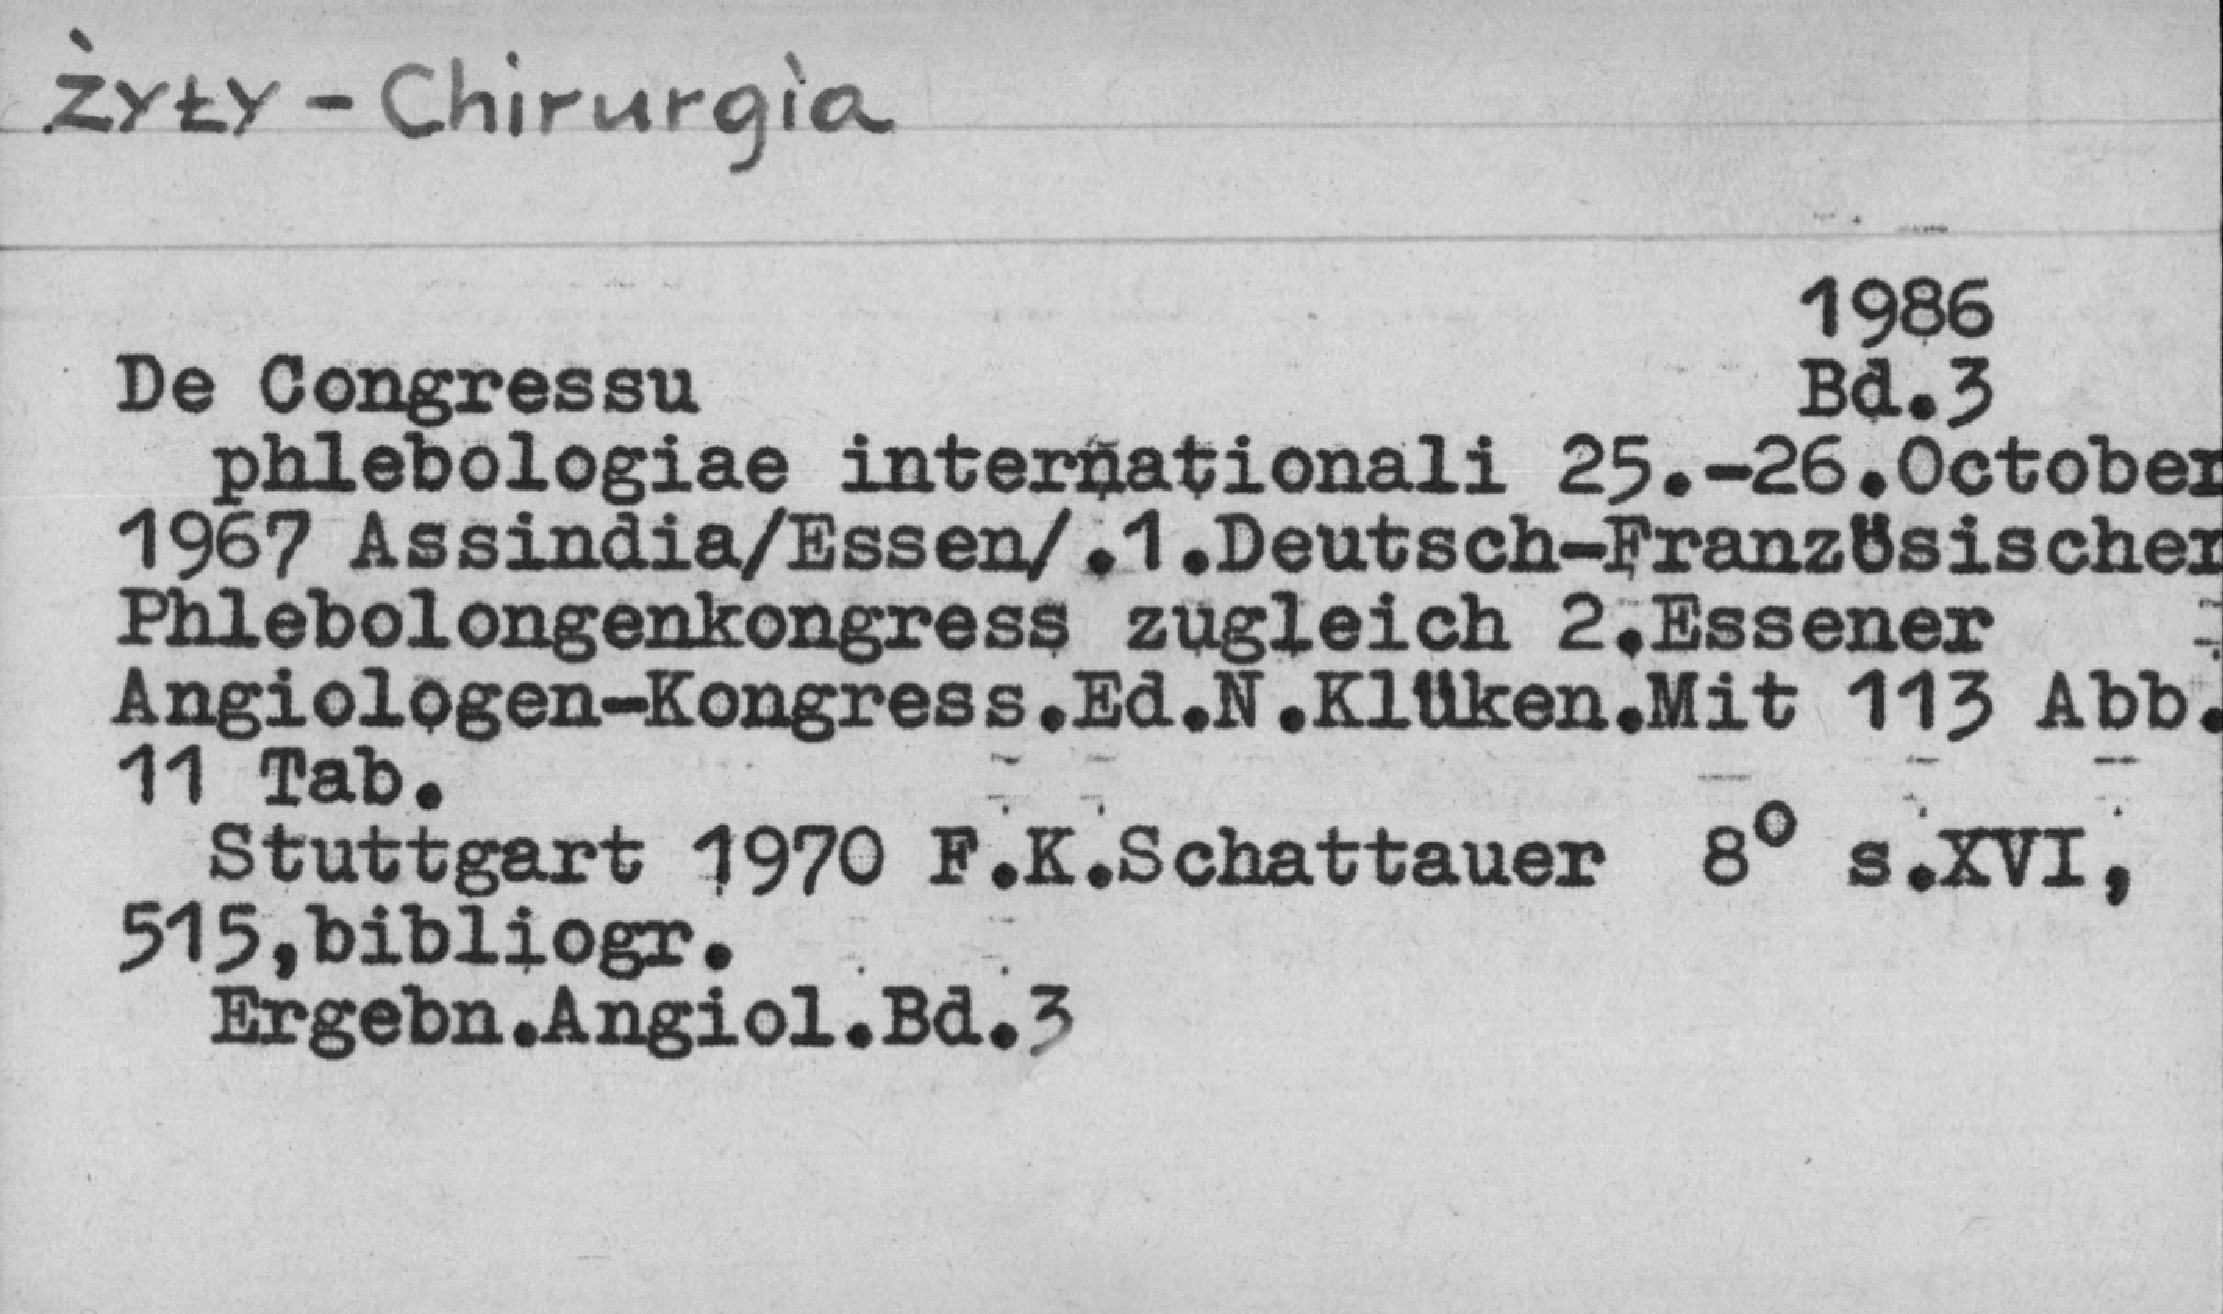 ŻYŁY - Chirurgia
1986
De Congressu Bd.3
phlebologiae internationali 25.-26.October
1967 Assindia/Essen/.1.Deutsch-Französischer
Phlebolongenkongress zugleich 2.Essener
Angiologen-Kongress.Ed.N.Klüken.Mit 113 Abb.
11 Tab.
Stuttgart 1970 F.K.Schattauer 8° s.XVI,
515,bibliogr.
Ergebn.Angiol.Bd.3